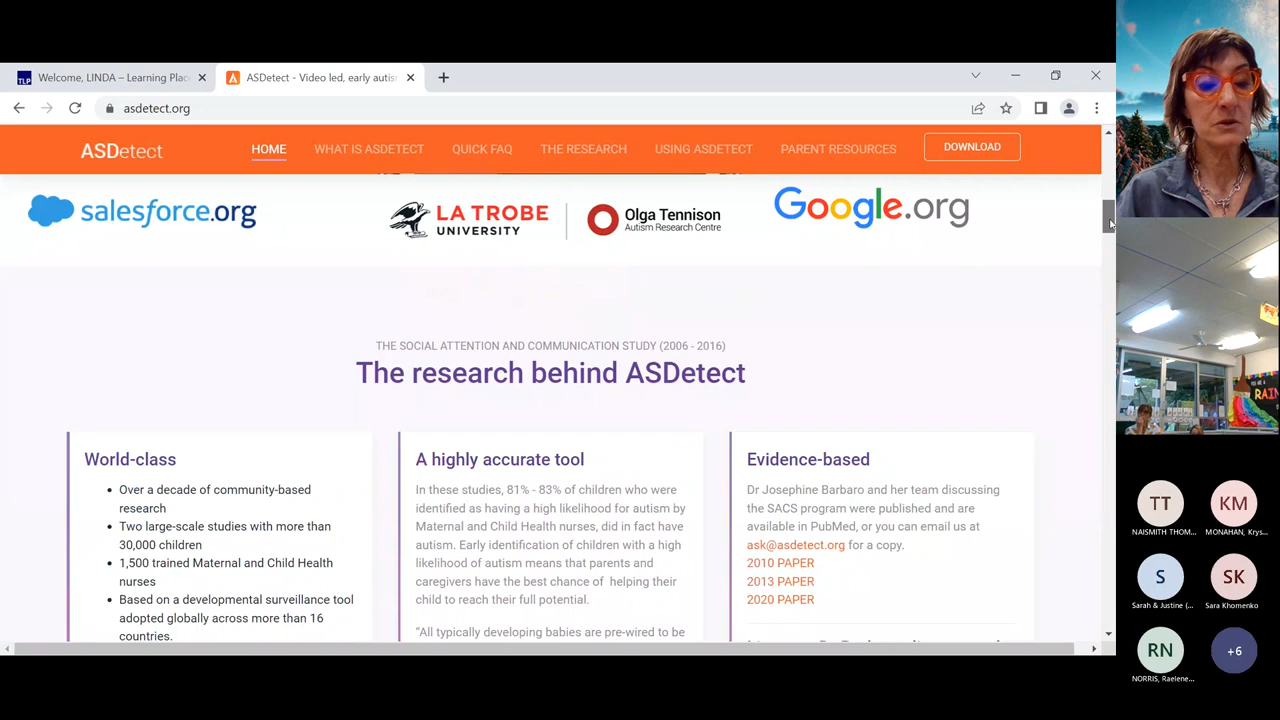 Welcome, LINDA – Learning Plac
ASDetect - Video led, early autis
asdetect.org
ASDetect
HOME
WHAT IS ASDETECT
QUICK FAQ
THE RESEARCH
USING ASDETECT
PARENT RESOURCES
DOWNLOAD
salesforce.org
LA TROBE
UNIVERSITY
Olga Tennison
Autism Research Centre
Google.org
THE SOCIAL ATTENTION AND COMMUNICATION STUDY (2006 - 2016)
The research behind ASDetect
World-class
• Over a decade of community-based
research
• Two large-scale studies with more than
30,000 children
• 1,500 trained Maternal and Child Health
nurses
• Based on a developmental surveillance tool
adopted globally across more than 16
countries.
A highly accurate tool
In these studies, 81% - 83% of children who were
identified as having a high likelihood for autism by
Maternal and Child Health nurses, did in fact have
autism. Early identification of children with a high
likelihood of autism means that parents and
caregivers have the best chance of helping their
child to reach their full potential.
“All typically developing babies are pre-wired to be
Evidence-based
Dr Josephine Barbaro and her team discussing
the SACS program were published and are
available in PubMed, or you can email us at
ask@asdetect.org for a copy.
2010 PAPER
2013 PAPER
2020 PAPER
RAIN
TT
NAISMITH THOM...
KM
MONAHAN, Krys...
S
Sarah & Justine (...
SK
Sara Khomenko
RN
NORRIS, Raelene...
+6